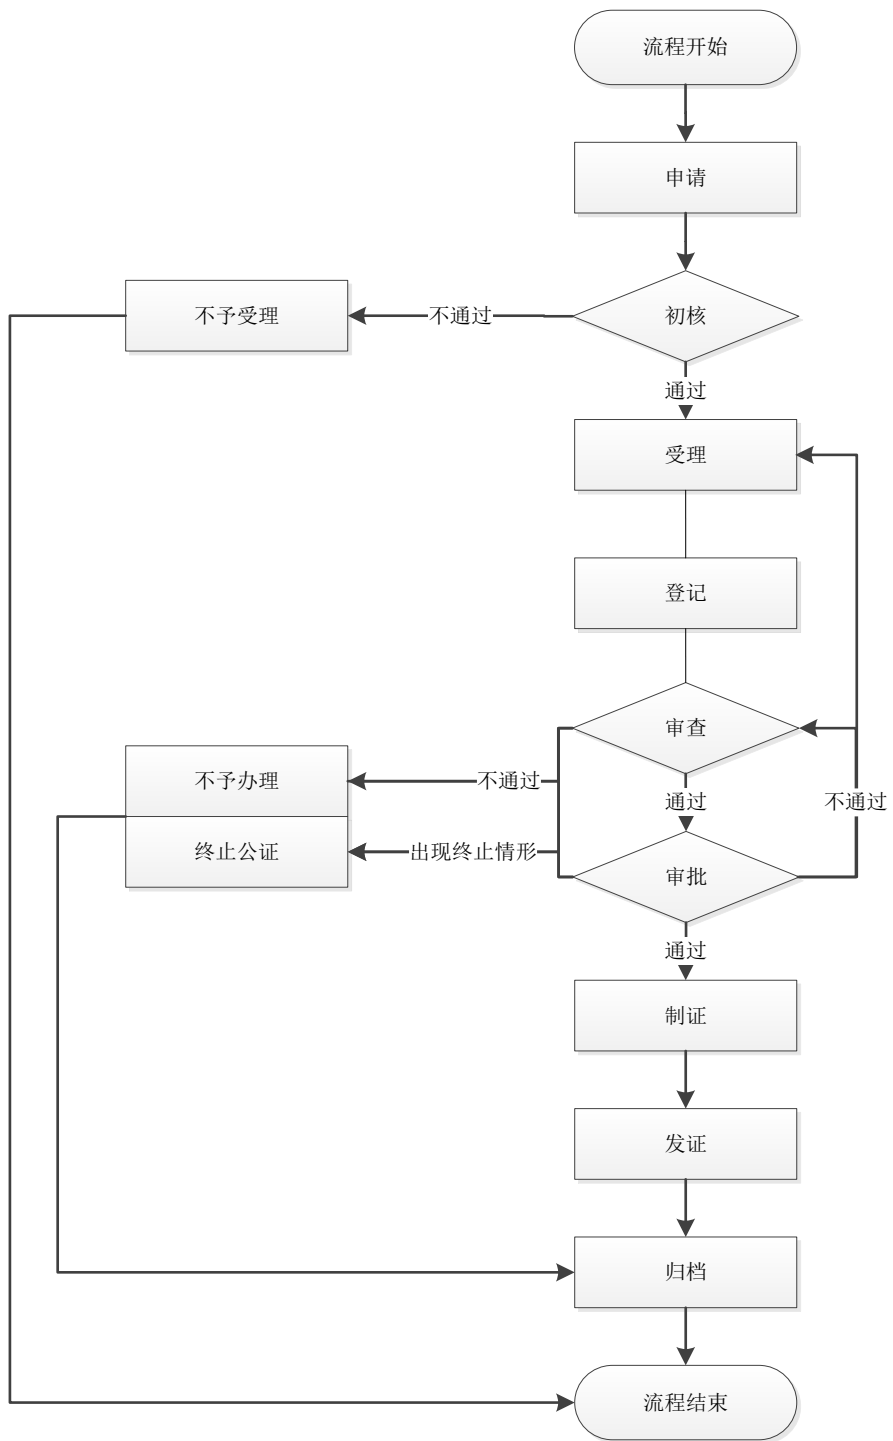 流程开始
申请
不予受理
不通过
初核
通过
受理
登记
审查
不予办理
不通过
通过
不通过
终止公证
出现终止情形
审批
通过
制证
发证
归档
流程结束